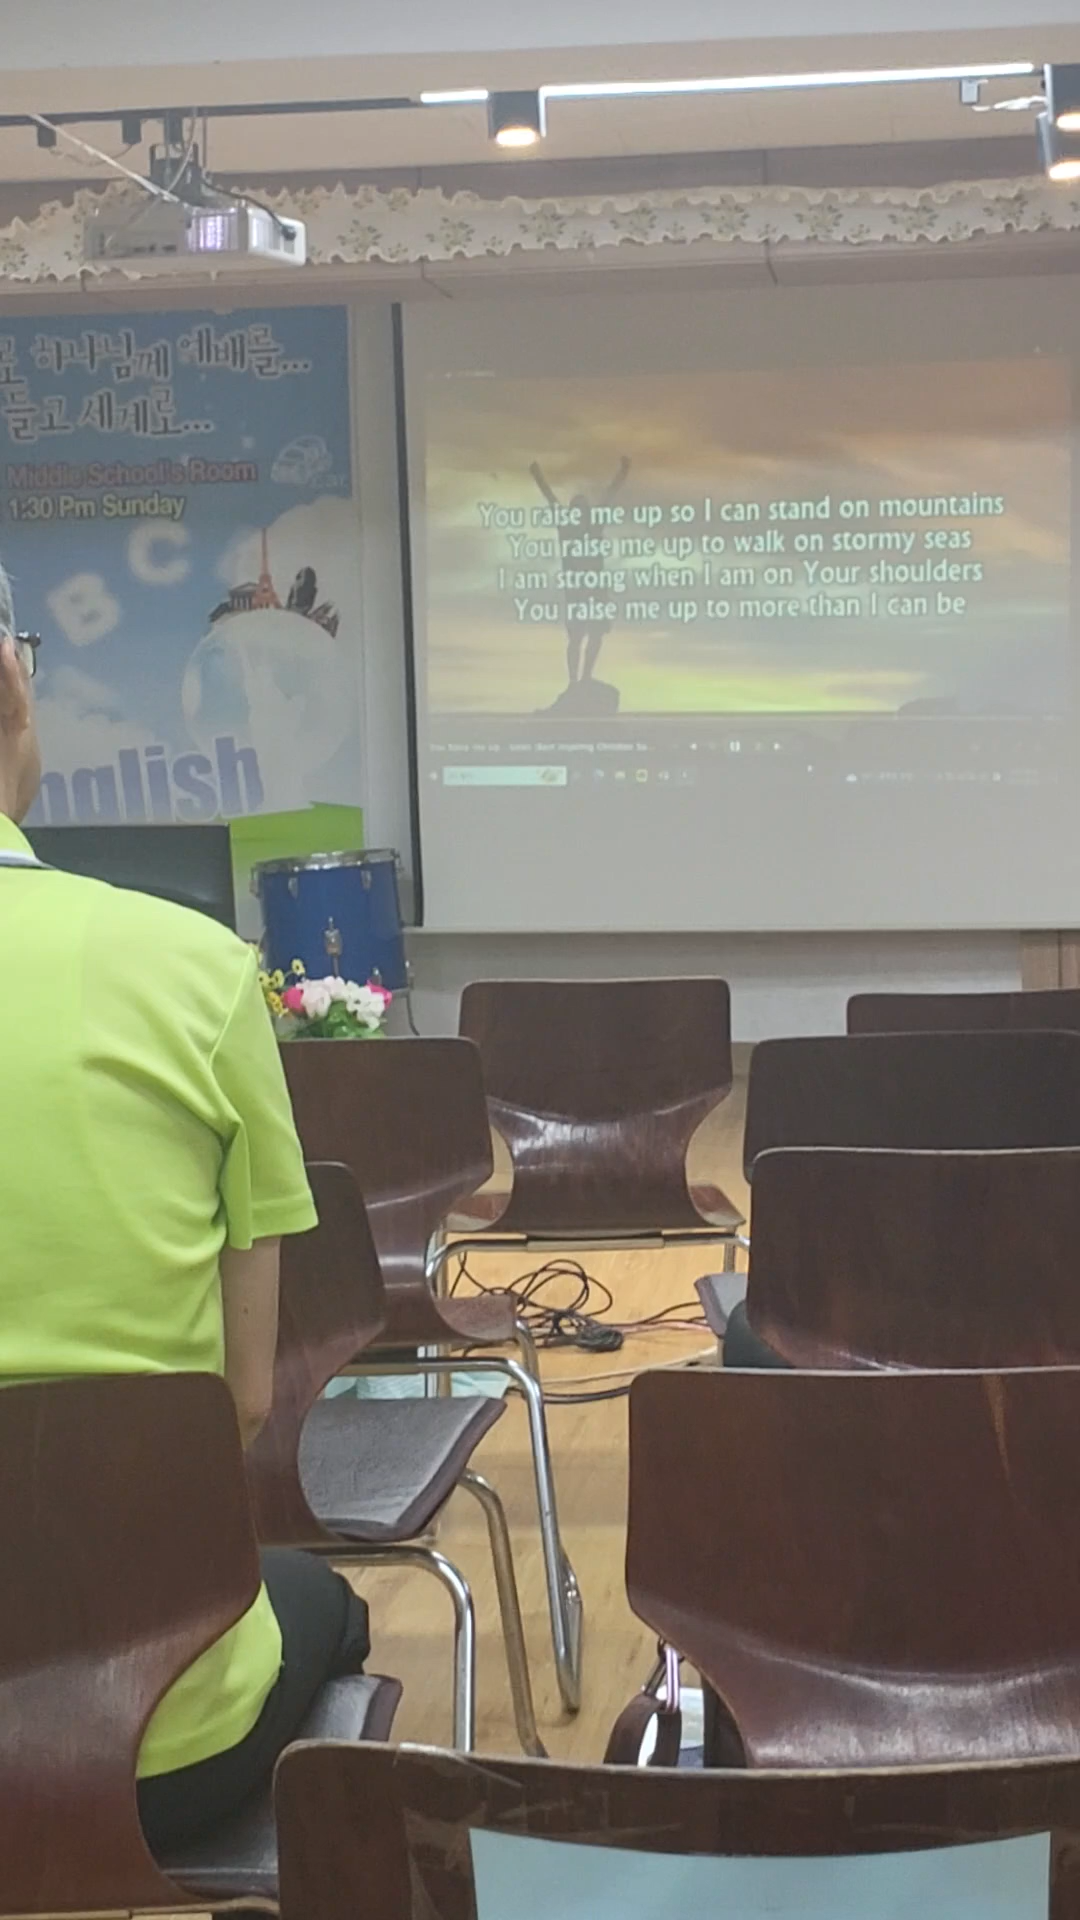 로 하나님께 예배를...
들고 세계로...
Middle School's Room
1:30 Pm Sunday
B C
nglish
You raise me up so I can stand on mountains
You raise me up to walk on stormy seas
I am strong when I am on Your shoulders
You raise me up to more than I can be